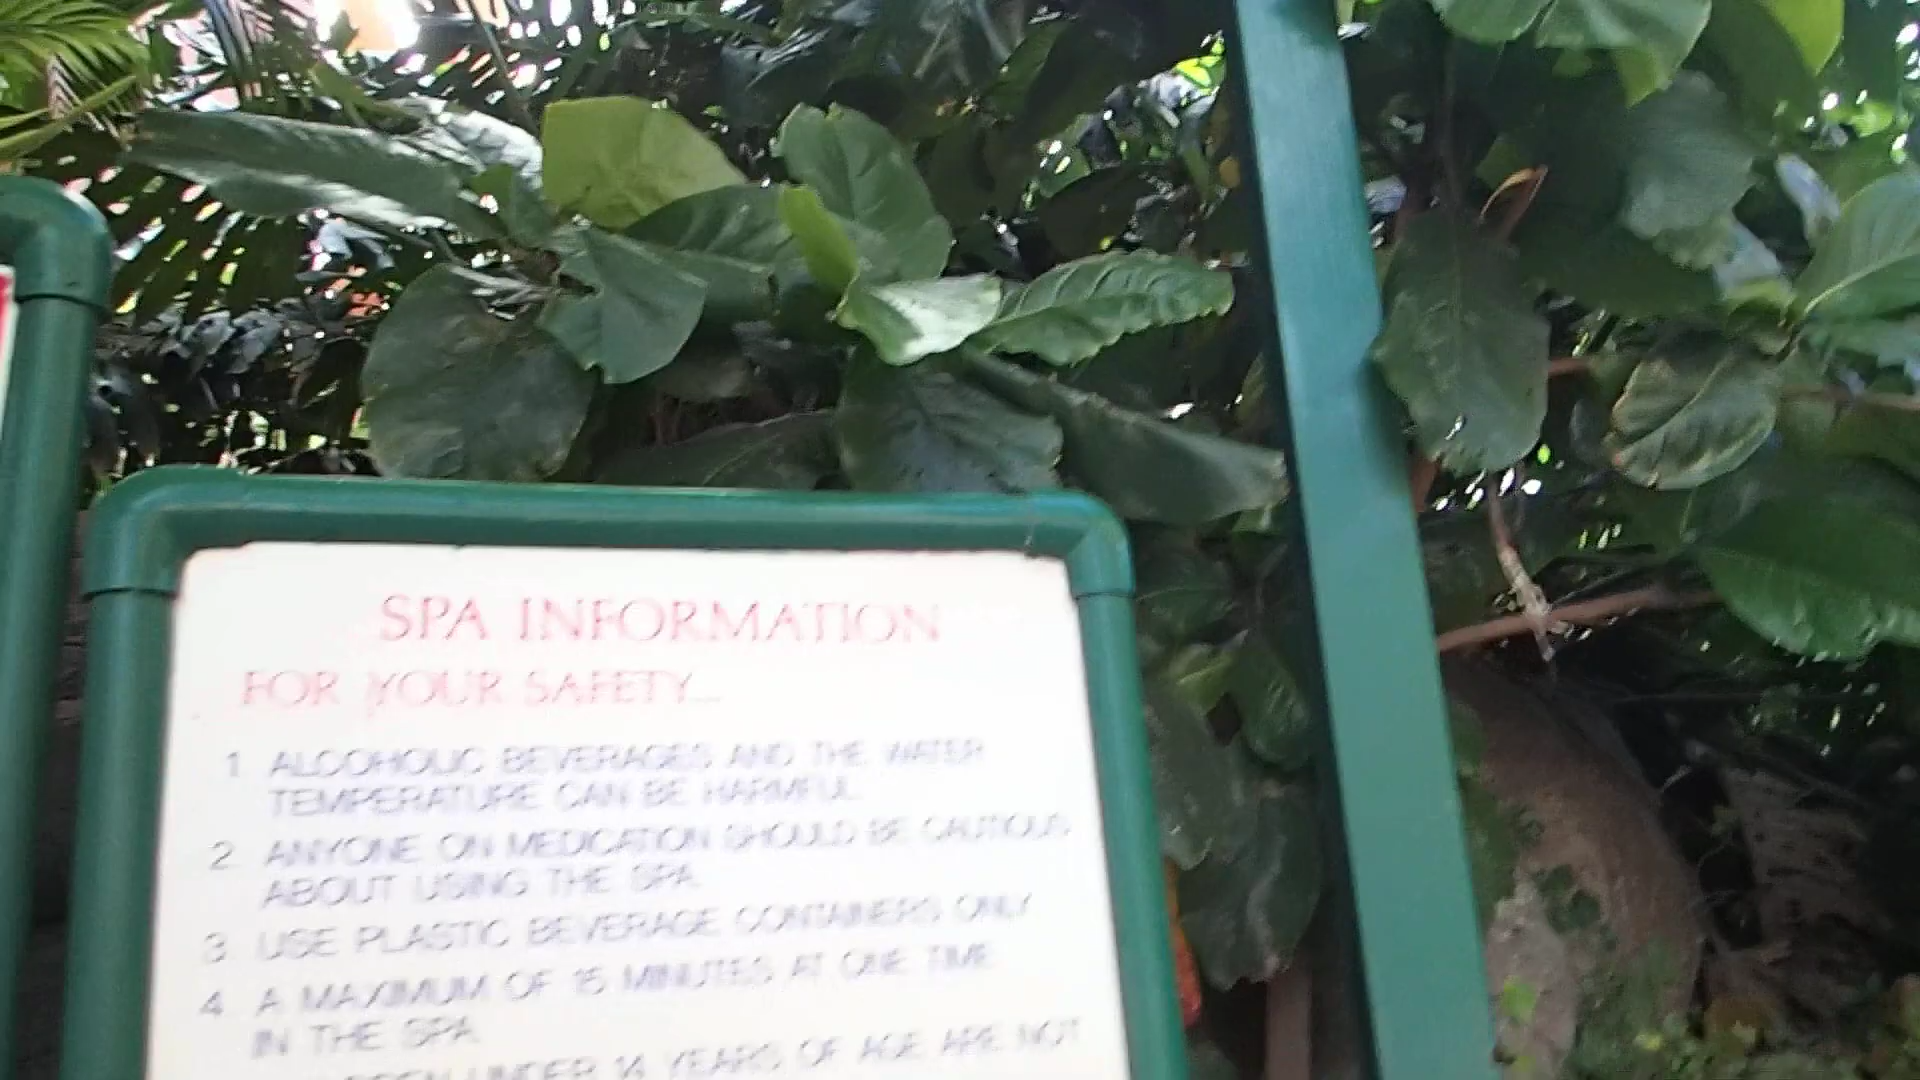 SPA INFORMATION
FOR YOUR SAFETY...
1 ALCOHOLIC BEVERAGES AND THE WATER
TEMPERATURE CAN BE HARMFUL
2. ANYONE ON MEDICATION SHOULD BE CAUTIOUS
ABOUT USING THE SPA
3. USE PLASTIC BEVERAGE CONTAINERS ONLY
4. A MAXIMUM OF 15 MINUTES AT ONE TIME
IN THE SPA
UNDER 14 YEARS OF AGE ARE NOT